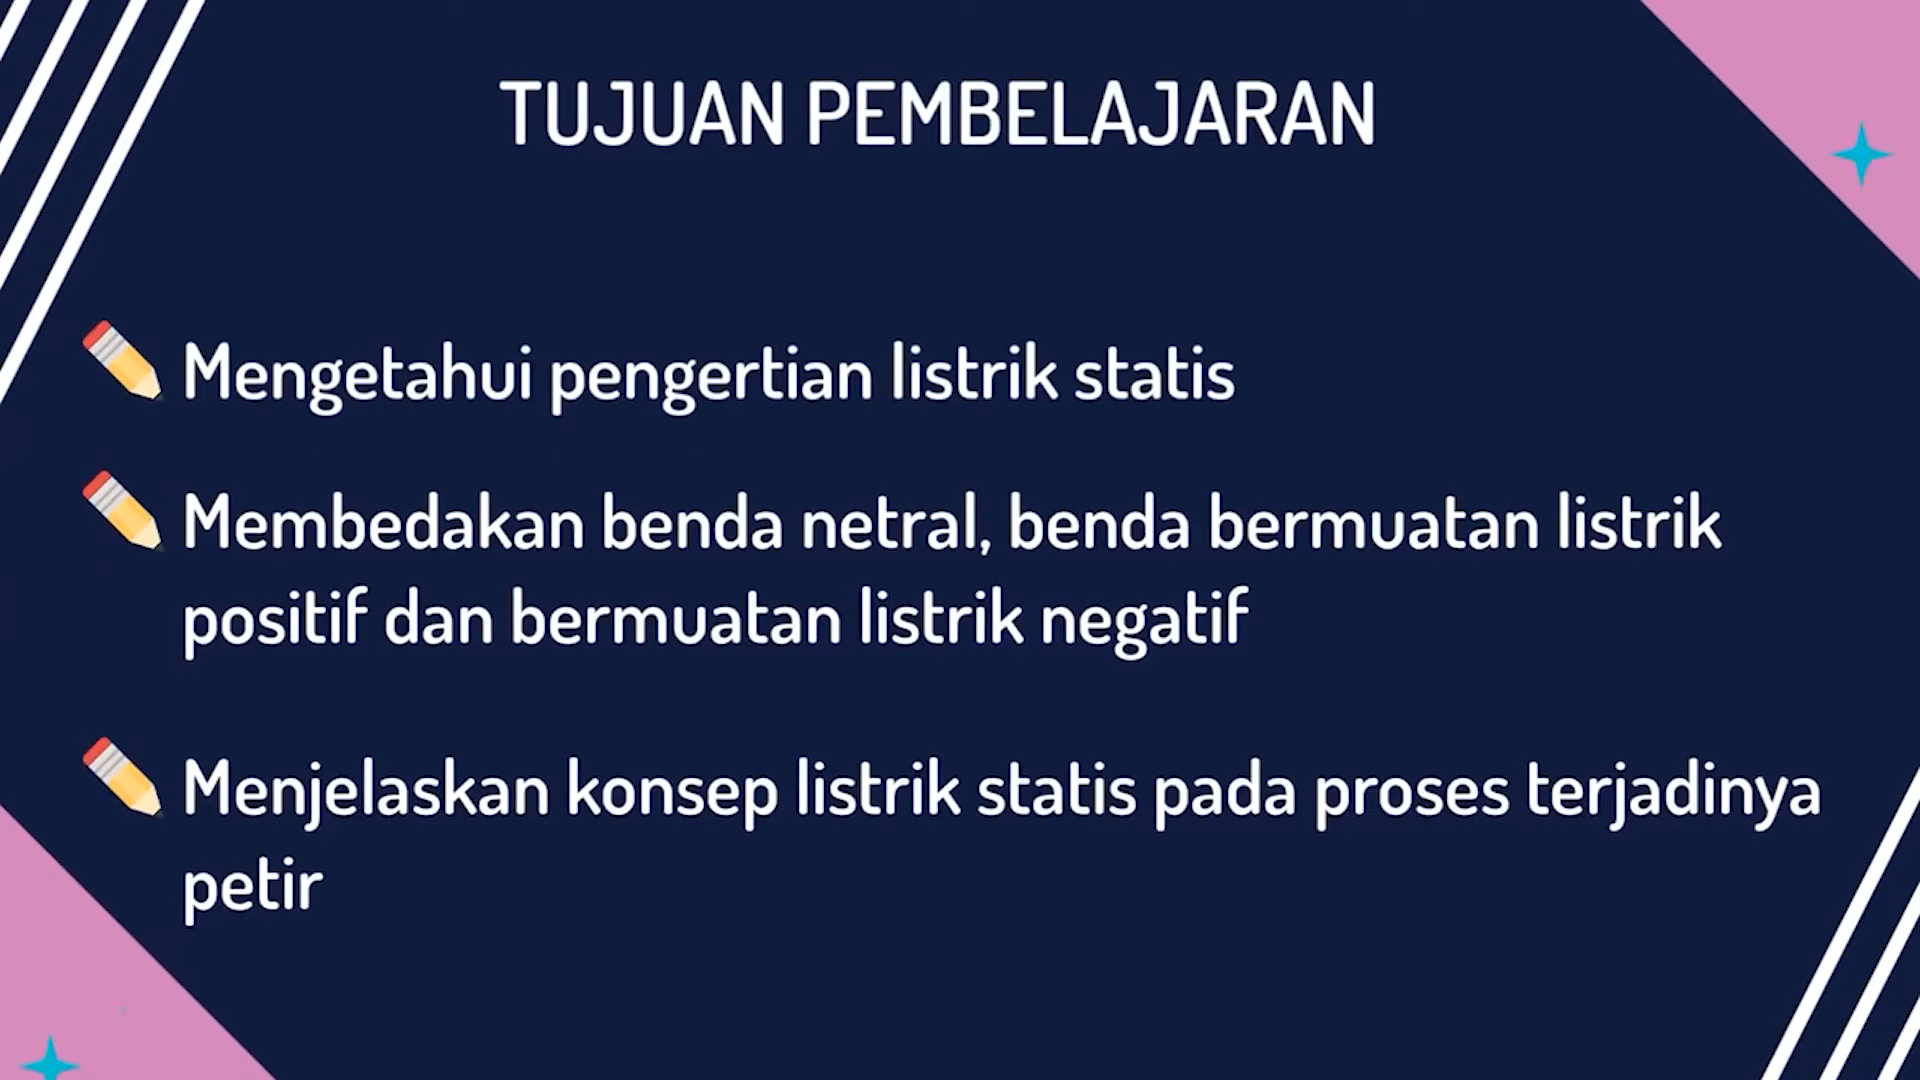 TUJUAN PEMBELAJARAN
Mengetahui pengertian listrik statis
Membedakan benda netral, benda bermuatan listrik
positif dan bermuatan listrik negatif
Menjelaskan konsep listrik statis pada proses terjadinya
petir